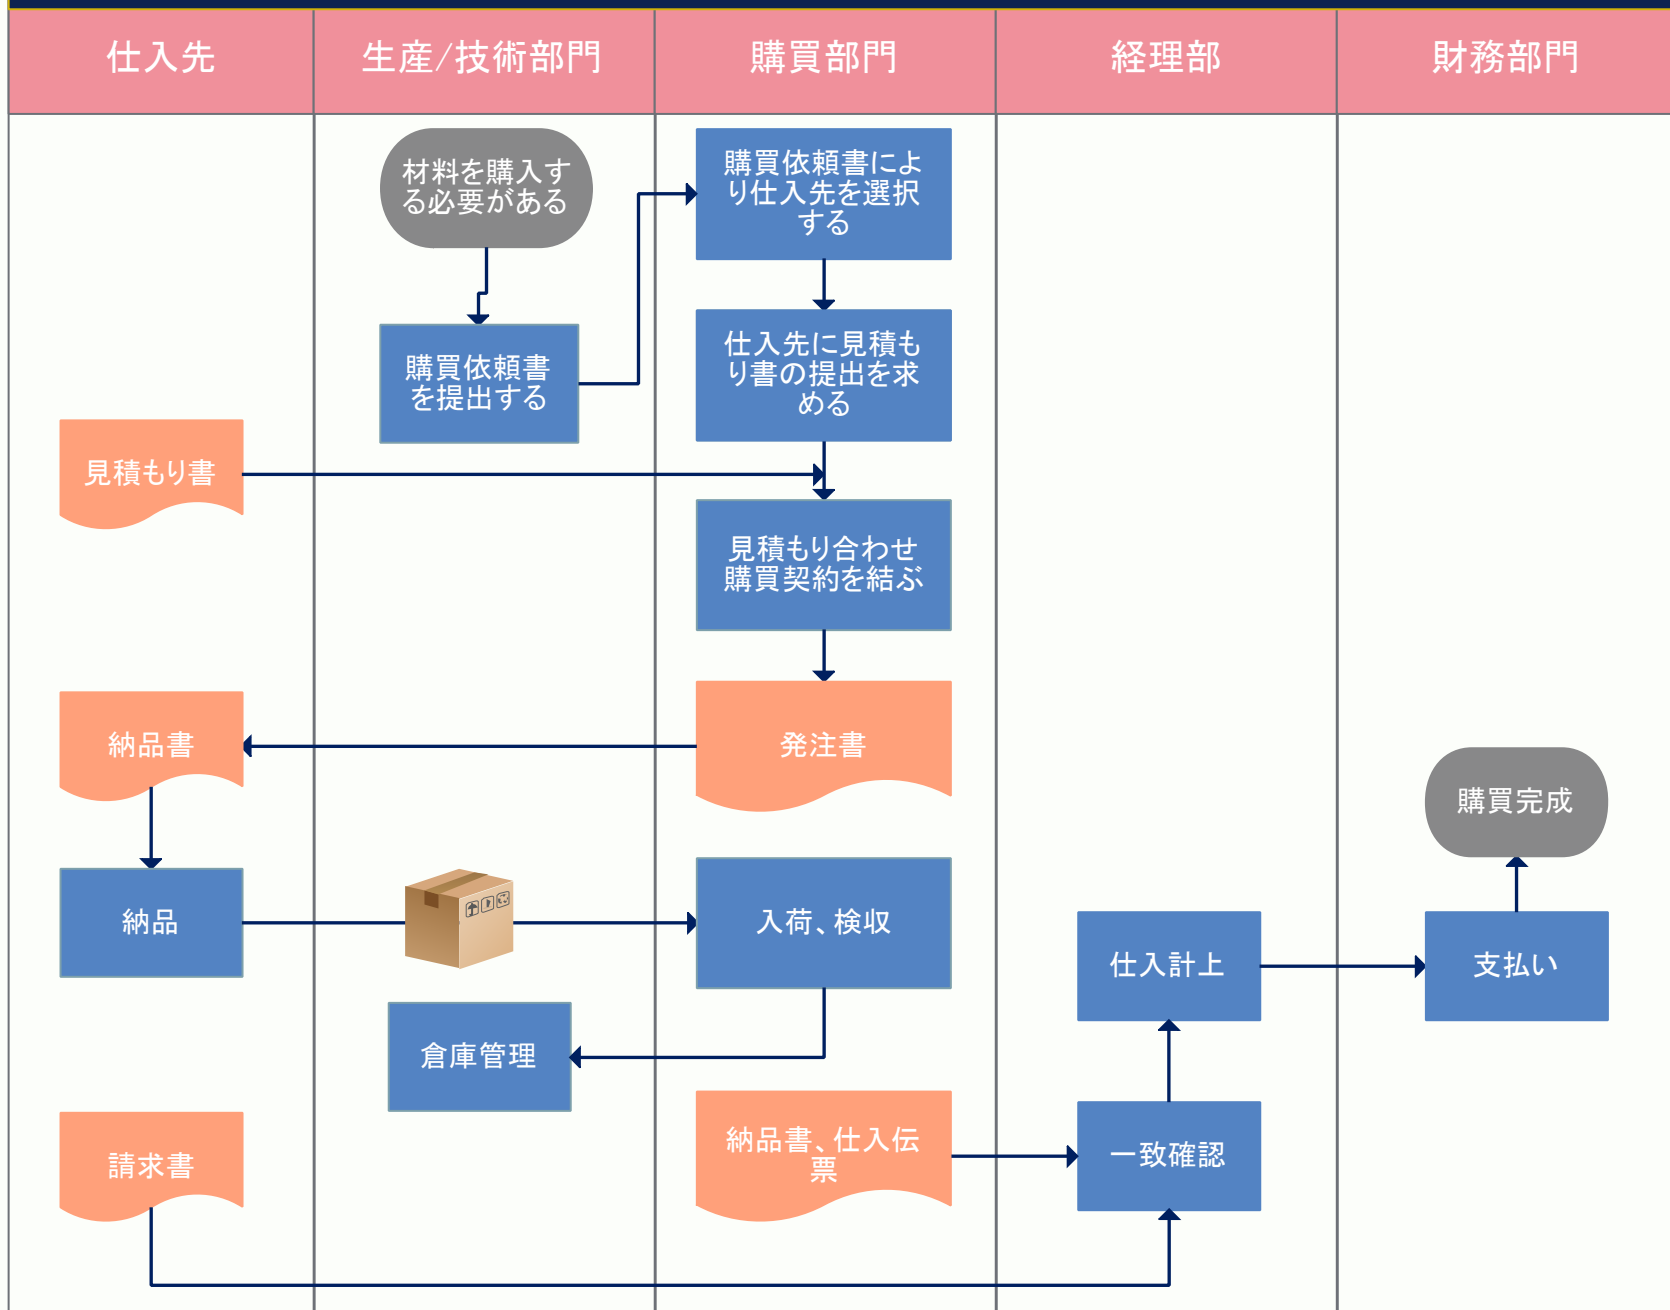 仕入先
生産/技術部門
購買部門
経理部
財務部門
材料を購入す
る必要がある
購買依頼書によ
り仕入先を選択
する
購買依頼書
を提出する
仕入先に見積も
り書の提出を求
める
見積もり書
見積もり合わせ
購買契約を結ぶ
納品書
発注書
購買完成
納品
入荷、検収
仕入計上
支払い
倉庫管理
請求書
納品書、仕入伝
票
一致確認